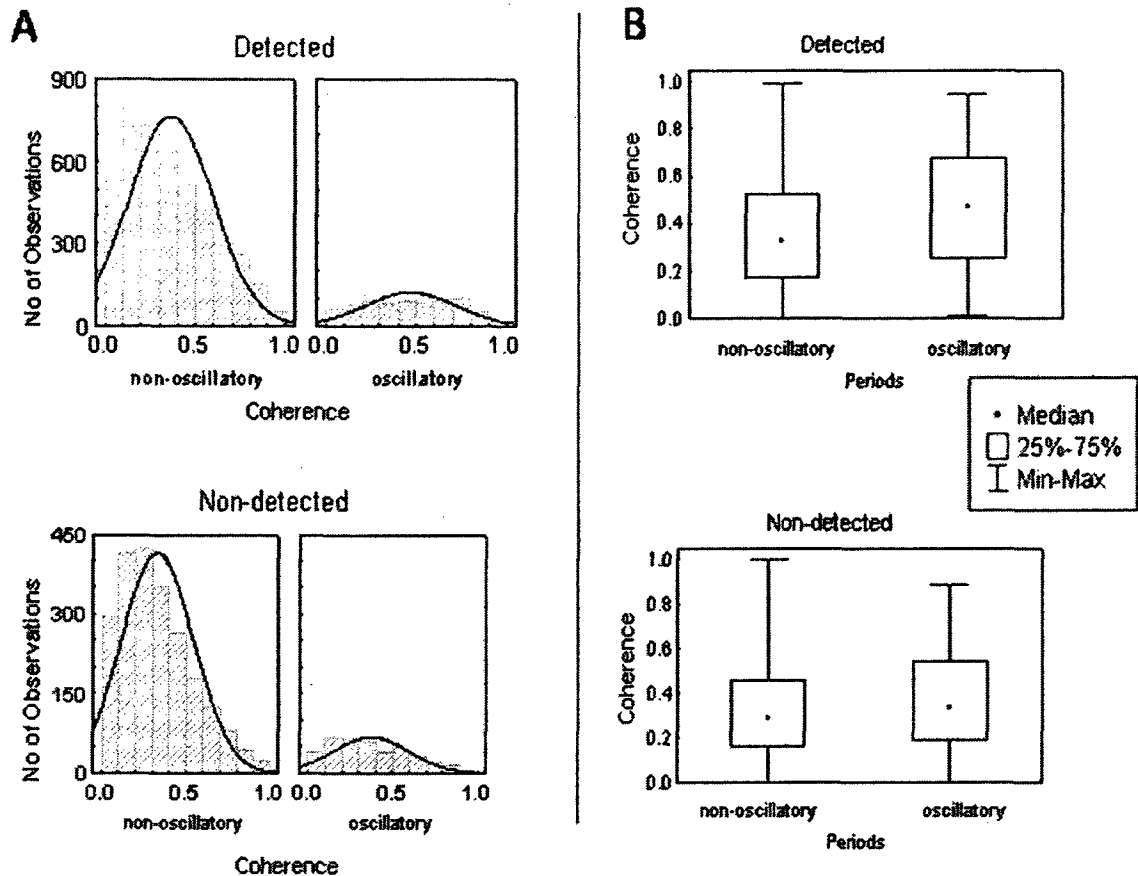 A
Detected
900
600
300
0
No of Observations
0.0 0.5 1.0
non-oscillatory
0.0 0.5 1.0
oscillatory
Coherence
Non-detected
450
300
150
0
No of Observations
0.0 0.5 1.0
non-oscillatory
0.0 0.5 1.0
oscillatory
Coherence
B
Detected
1.0
0.8
0.6
0.4
0.2
0.0
Coherence
non-oscillatory
oscillatory
Periods
Median
25%-75%
Min-Max
Non-detected
1.0
0.8
0.6
0.4
0.2
0.0
Coherence
non-oscillatory
oscillatory
Periods